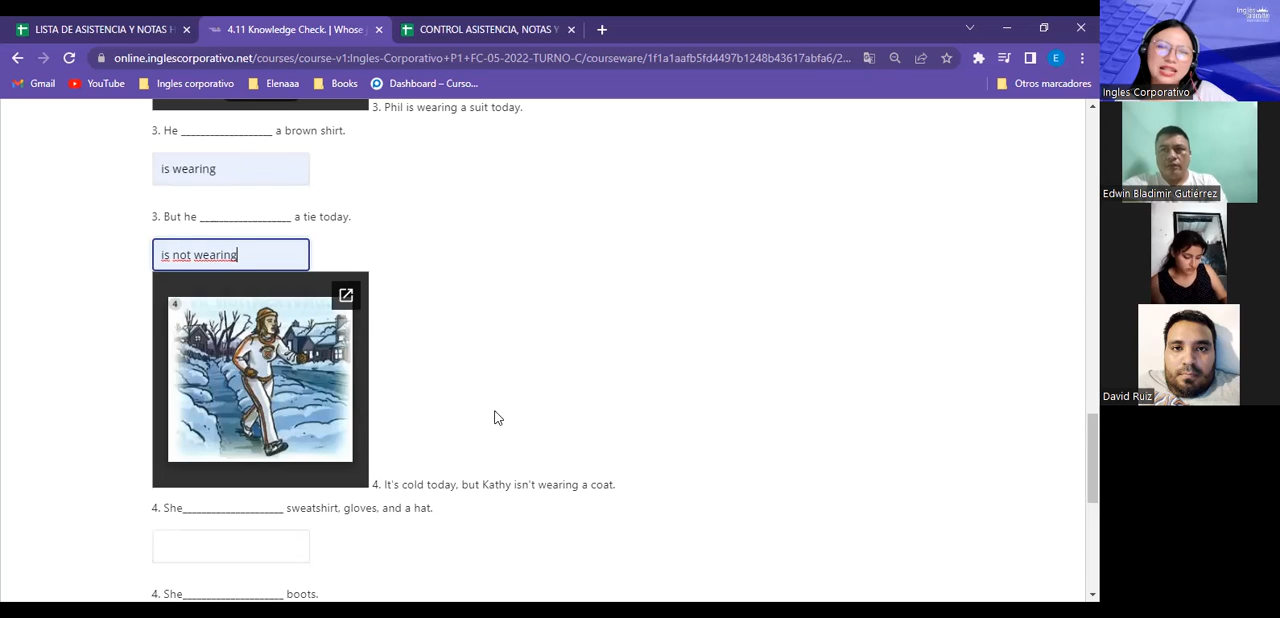 LISTA DE ASISTENCIA Y NOTAS H
4.11 Knowledge Check. | Whose j
CONTROL ASISTENCIA, NOTAS Y
online.inglescorporativo.net/courses/course-v1:Ingles-Corporativo+P1+FC-05-2022-TURNO-C/courseware/1f1a1aafb5fd4497b1248b43617abfa6/2...
E
Gmail
YouTube
Ingles corporativo
Elenaaa
Books
Dashboard – Curso...
Otros marcadores
3. Phil is wearing a suit today.
3. He __________________ a brown shirt.
is wearing
3. But he __________________ a tie today.
is not wearing
4
4. It's cold today, but Kathy isn't wearing a coat.
4. She____________________ sweatshirt, gloves, and a hat.
4. She____________________ boots.
Ingles Corporativo
Edwin Bladimir Gutiérrez
David Ruiz